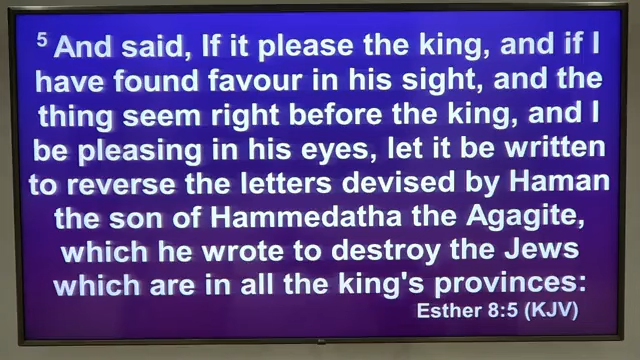 5 And said, If it please the king, and if I
have found favour in his sight, and the
thing seem right before the king, and I
be pleasing in his eyes, let it be written
to reverse the letters devised by Haman
the son of Hammedatha the Agagite,
which he wrote to destroy the Jews
which are in all the king's provinces:
Esther 8:5 (KJV)